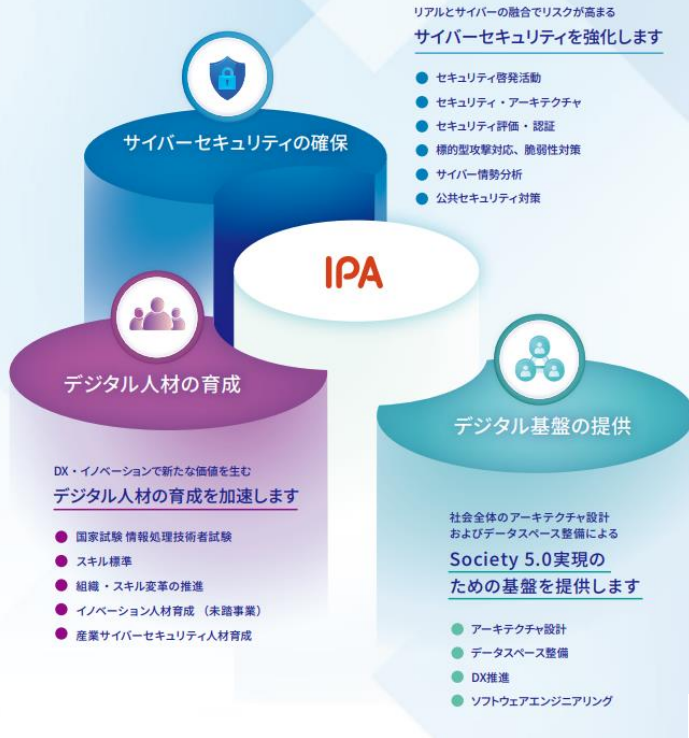 リアルとサイバーの融合でリスクが高まる
サイバーセキュリティを強化します
セキュリティ啓発活動
セキュリティ・アーキテクチャ
セキュリティ評価・認証
標的型攻撃対応、脆弱性対策
サイバー情勢分析
公共セキュリティ対策
サイバーセキュリティの確保
IPA
デジタル人材の育成
デジタル基盤の提供
DX・イノベーションで新たな価値を生む
デジタル人材の育成を加速します
国家試験 情報処理技術者試験
スキル標準
組織・スキル変革の推進
イノベーション人材育成 （未踏事業）
産業サイバーセキュリティ人材育成
社会全体のアーキテクチャ設計
およびデータスペース整備による
Society 5.0実現の
ための基盤を提供します
アーキテクチャ設計
データスペース整備
DX推進
ソフトウェアエンジニアリング